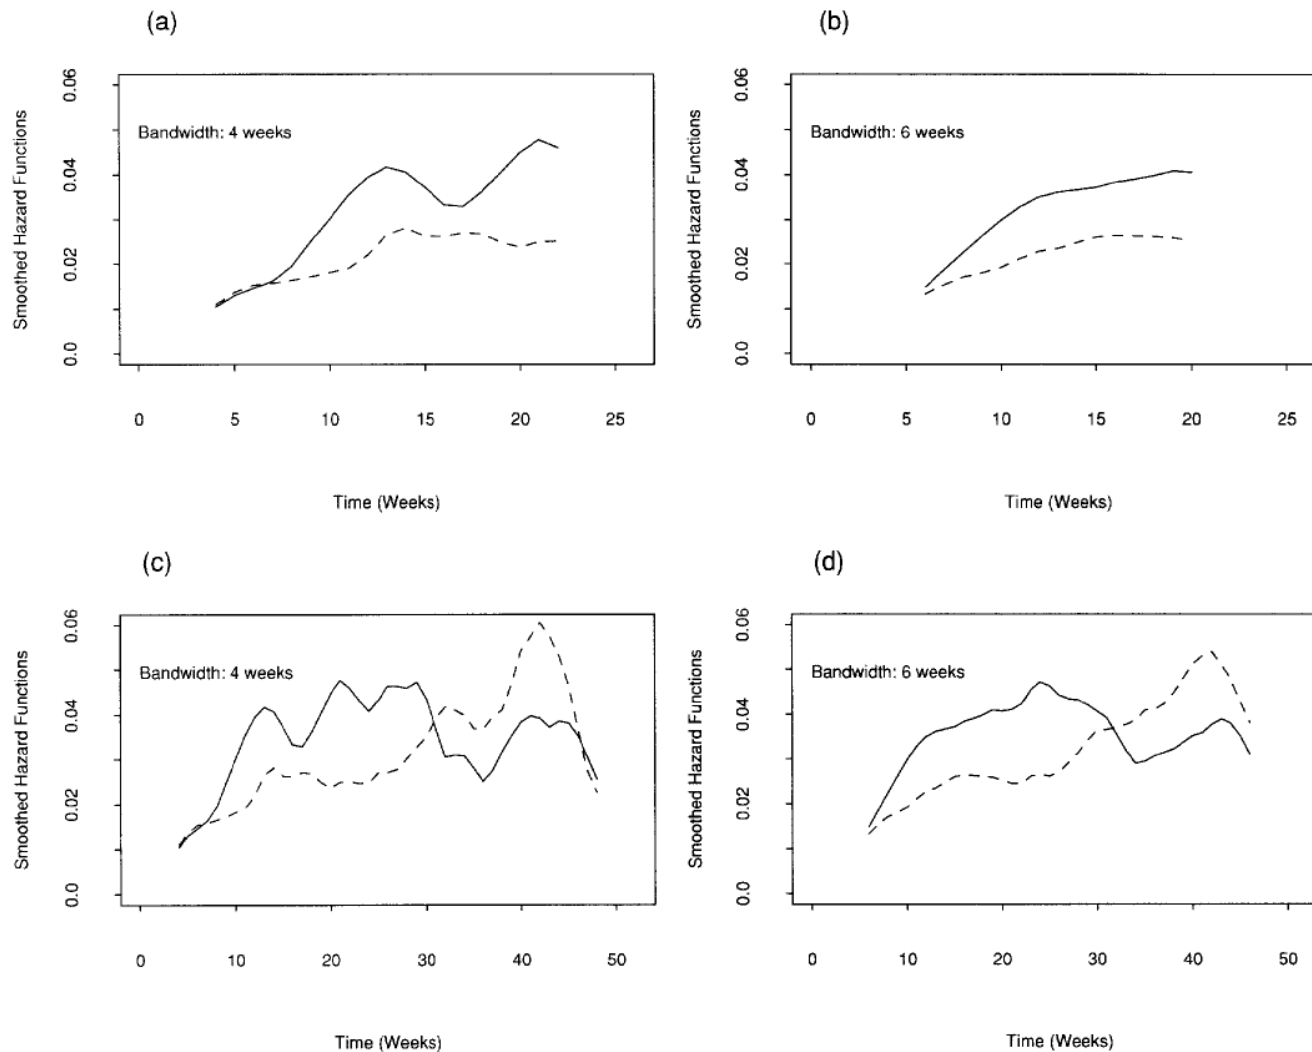 (a)
Smoothed Hazard Functions
0.0 0.02 0.04 0.06
Bandwidth: 4 weeks
0 5 10 15 20 25
Time (Weeks)
(b)
Smoothed Hazard Functions
0.0 0.02 0.04 0.06
Bandwidth: 6 weeks
0 5 10 15 20 25
Time (Weeks)
(c)
Smoothed Hazard Functions
0.0 0.02 0.04 0.06
Bandwidth: 4 weeks
0 10 20 30 40 50
Time (Weeks)
(d)
Smoothed Hazard Functions
0.0 0.02 0.04 0.06
Bandwidth: 6 weeks
0 10 20 30 40 50
Time (Weeks)